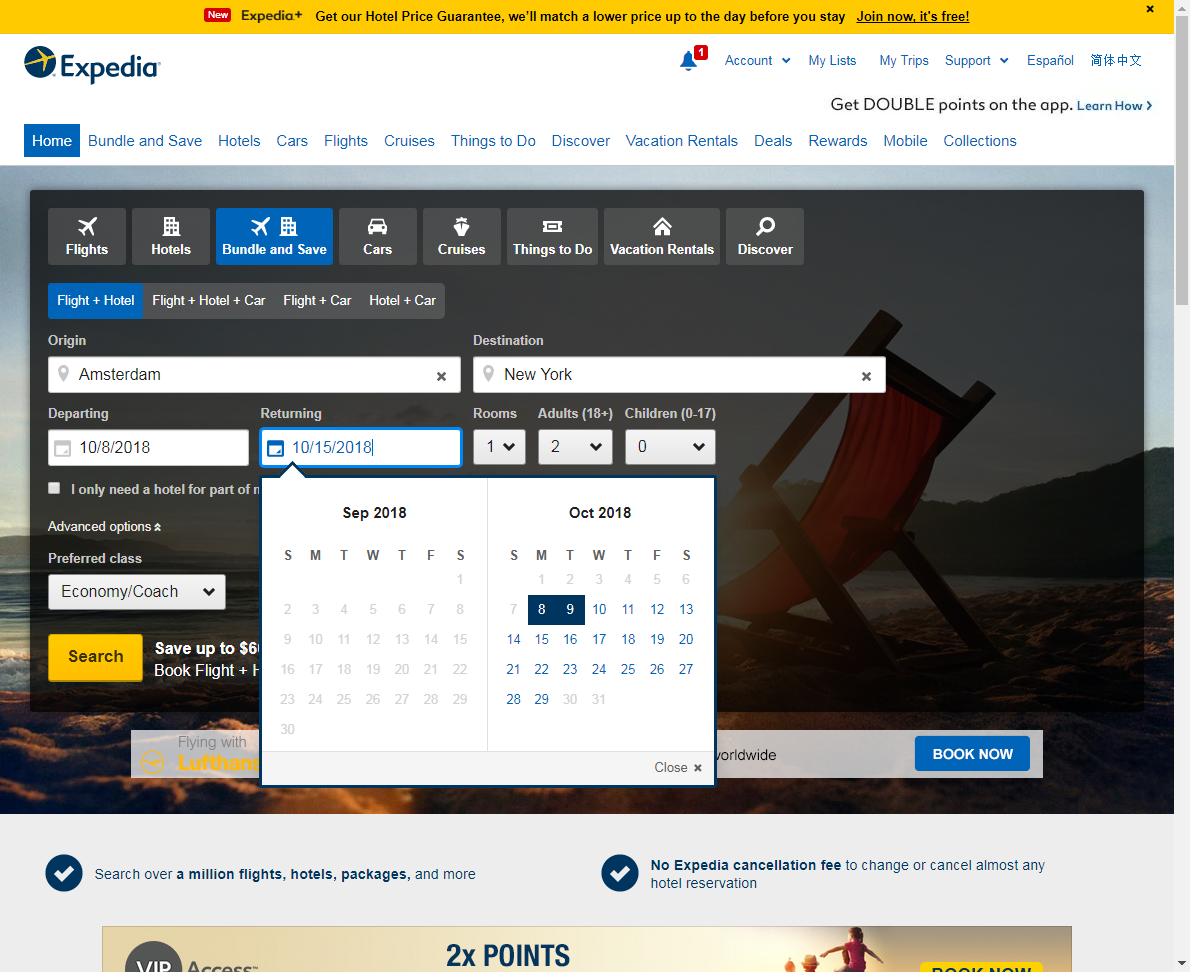 New Expedia+ Get our Hotel Price Guarantee, we'll match a lower price up to the day before you stay Join now, it's free!
Expedia
1 Account My Lists My Trips Support Español 简体中文
Get DOUBLE points on the app. Learn How
Home Bundle and Save Hotels Cars Flights Cruises Things to Do Discover Vacation Rentals Deals Rewards Mobile Collections
Flights Hotels Bundle and Save Cars Cruises Things to Do Vacation Rentals Discover
Flight + Hotel Flight + Hotel + Car Flight + Car Hotel + Car
Origin Destination
Amsterdam New York
Departing Returning Rooms Adults (18+) Children (0-17)
10/8/2018 10/15/2018 1 2 0
I only need a hotel for part of
Advanced options
Preferred class
Economy/Coach
Search
Save up to
Book Flight +
Sep 2018 Oct 2018
S M T W T F S S M T W T F S
1 1 2 3 4 5 6
2 3 4 5 6 7 8 7 8 9 10 11 12 13
9 10 11 12 13 14 15 14 15 16 17 18 19 20
16 17 18 19 20 21 22 21 22 23 24 25 26 27
23 24 25 26 27 28 29 28 29 30 31
30
Close
Flying with
worldwide
BOOK NOW
Search over a million flights, hotels, packages, and more
No Expedia cancellation fee to change or cancel almost any
hotel reservation
VIP Access
2x POINTS
BOOK NOW